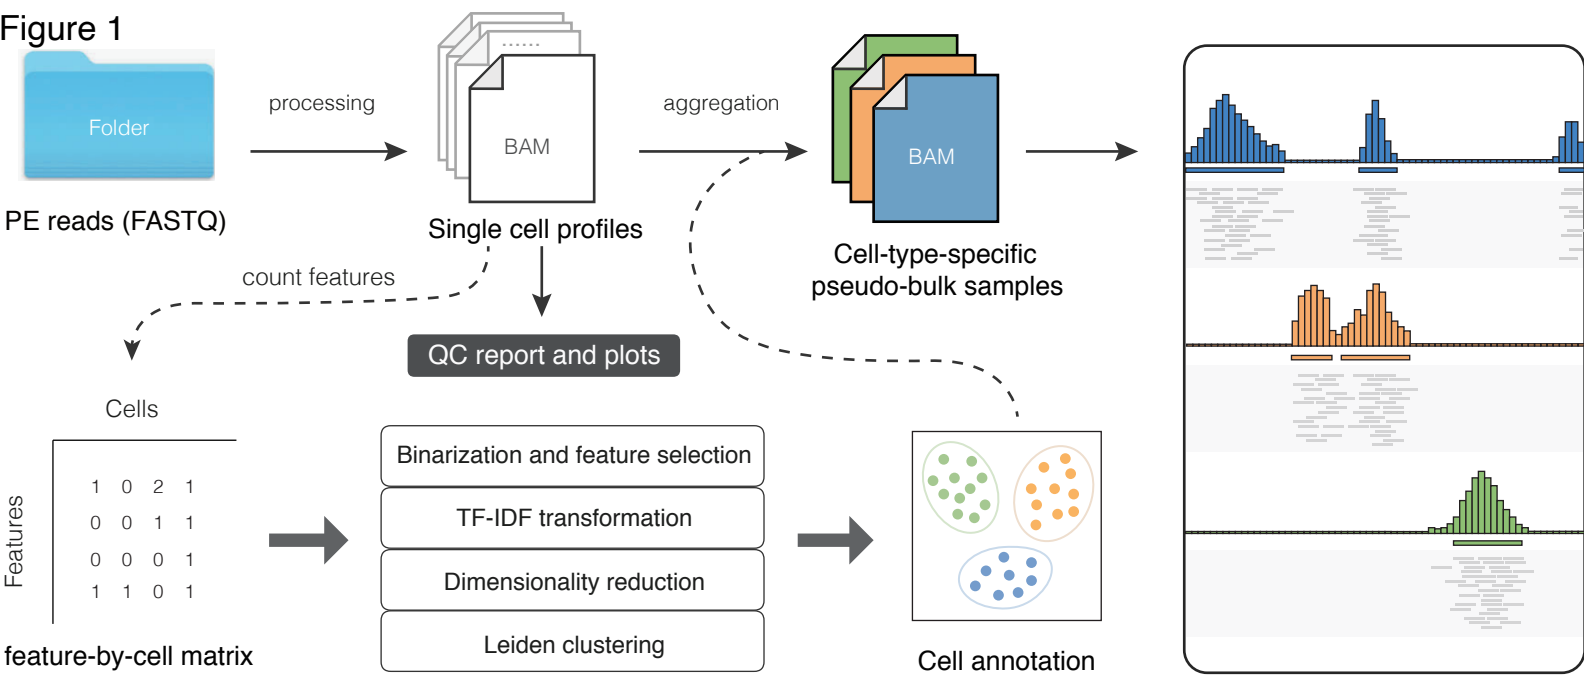 Figure 1
Folder
PE reads (FASTQ)
processing
......
BAM
Single cell profiles
aggregation
BAM
Cell-type-specific
pseudo-bulk samples
count features
QC report and plots
Cells
Features
1 0 2 1
0 0 1 1
0 0 0 1
1 1 0 1
feature-by-cell matrix
Binarization and feature selection
TF-IDF transformation
Dimensionality reduction
Leiden clustering
Cell annotation